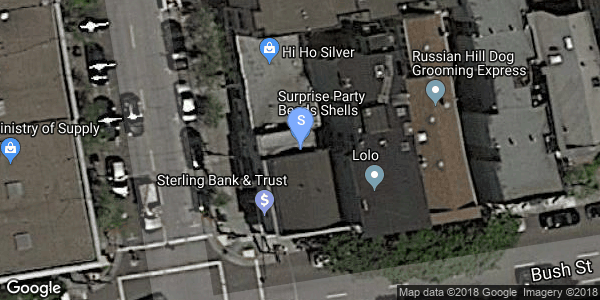 Hi Ho Silver
Russian Hill Dog
Grooming Express
Surprise Party
Beads Shells
S
inistry of Supply
Lolo
Sterling Bank & Trust
$
Bush St
Google
Map data ©2018 Google Imagery ©2018